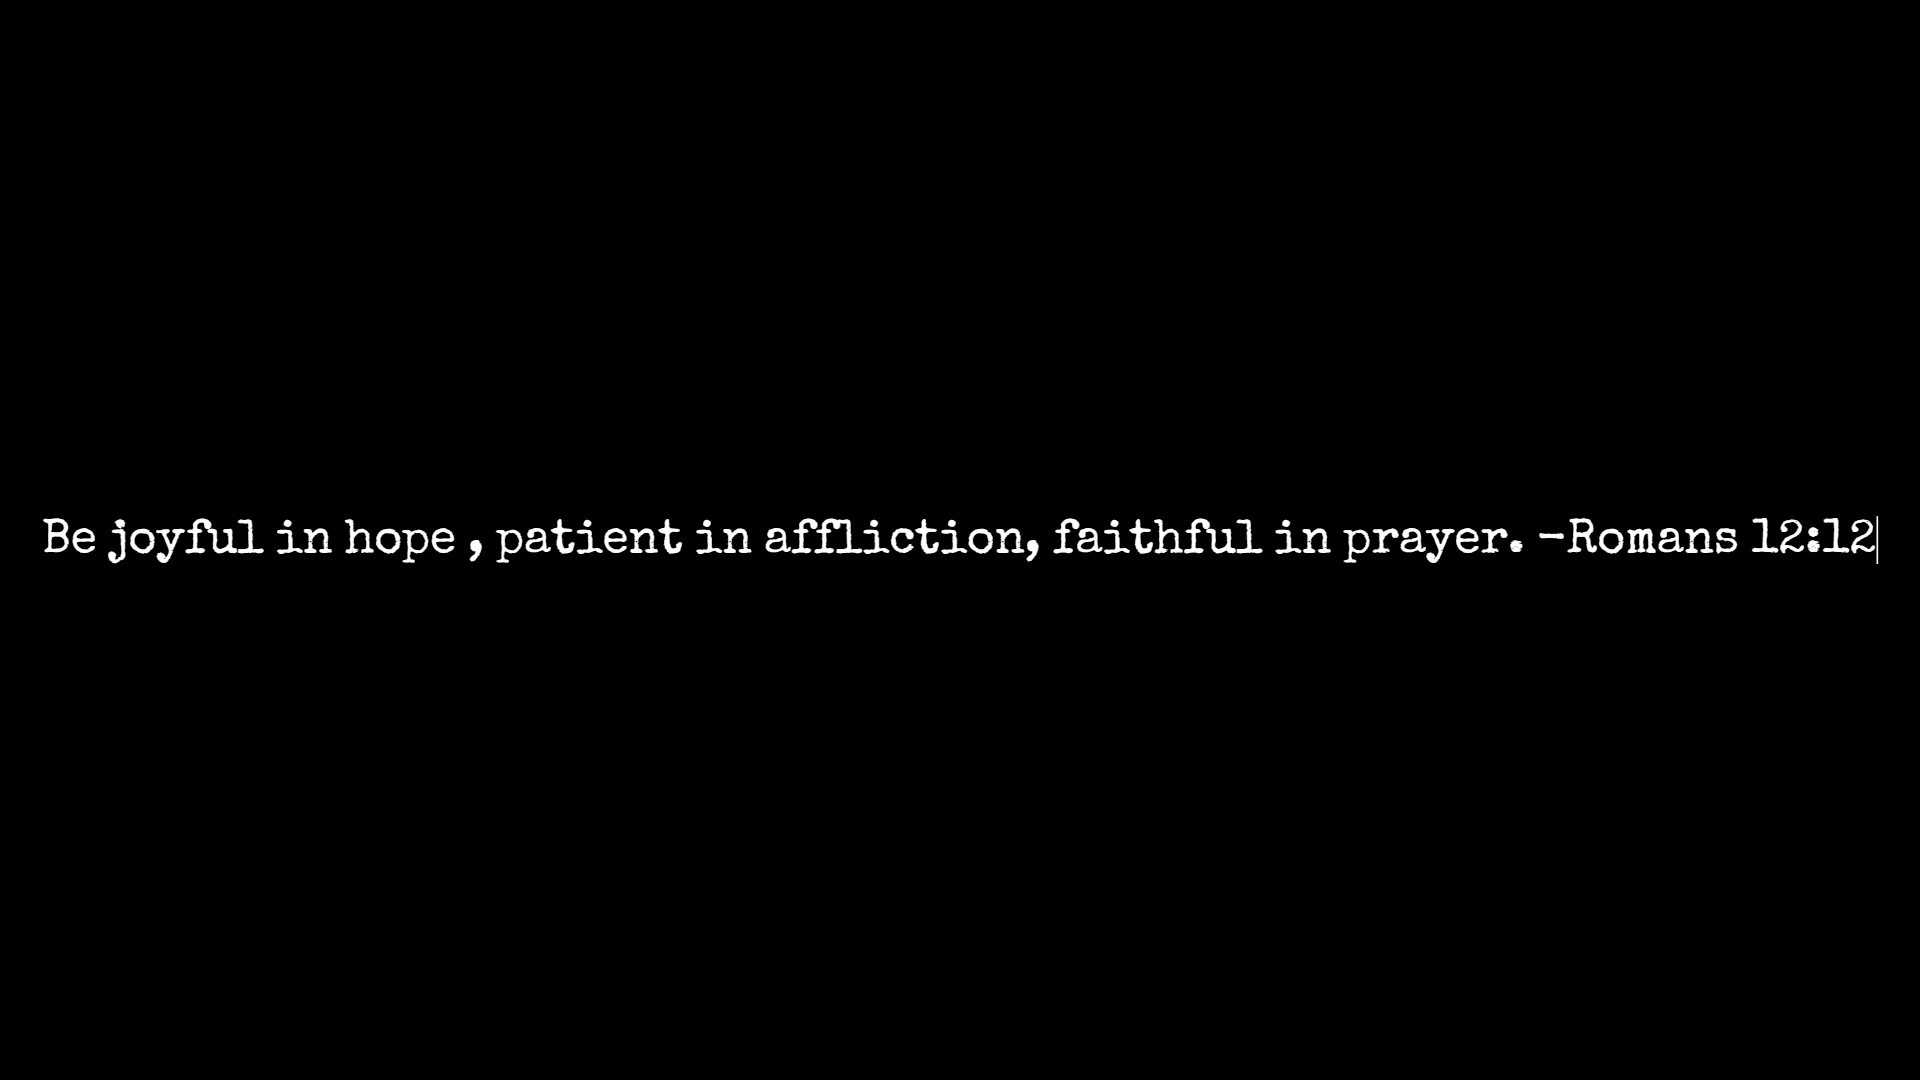 Be joyful in hope , patient in affliction, faithful in prayer. -Romans 12:12